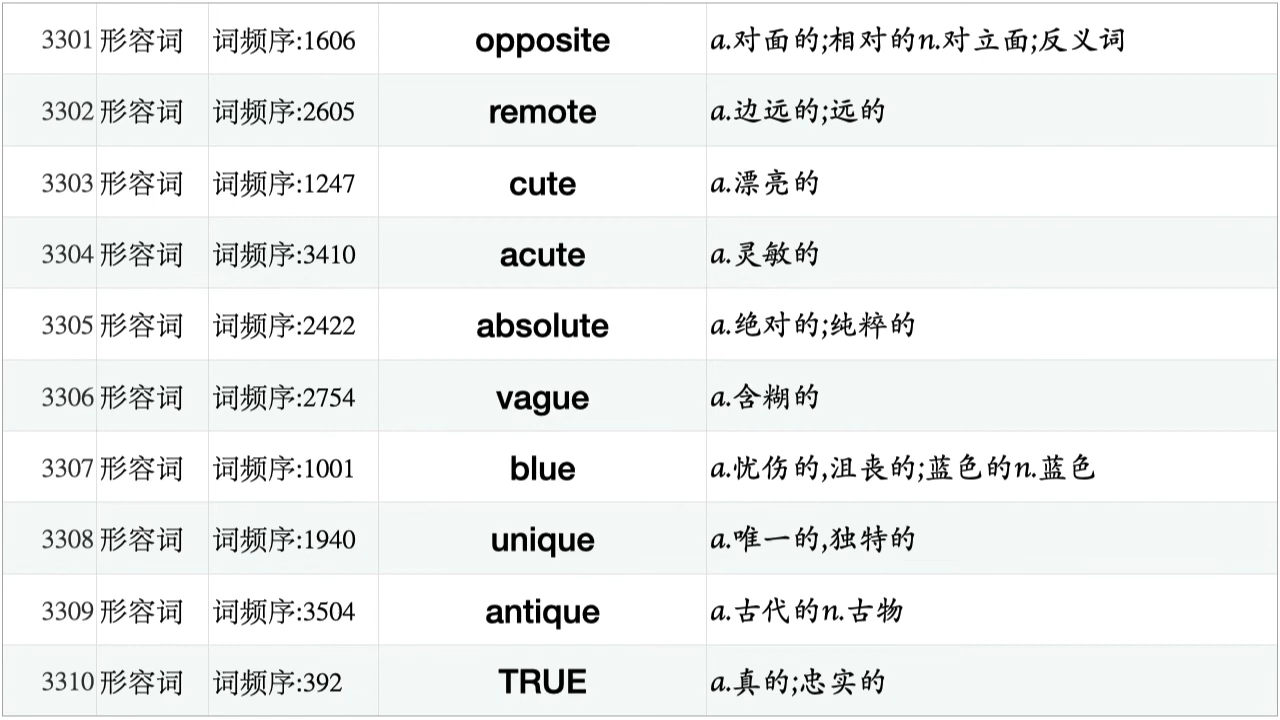 3301 形容词 词频序:1606 opposite a.对面的;相对的n.对立面;反义词
3302 形容词 词频序:2605 remote a.边远的;远的
3303 形容词 词频序:1247 cute a.漂亮的
3304 形容词 词频序:3410 acute a.灵敏的
3305 形容词 词频序:2422 absolute a.绝对的;纯粹的
3306 形容词 词频序:2754 vague a.含糊的
3307 形容词 词频序:1001 blue a.忧伤的,沮丧的;蓝色的n.蓝色
3308 形容词 词频序:1940 unique a.唯一的,独特的
3309 形容词 词频序:3504 antique a.古代的n.古物
3310 形容词 词频序:392 TRUE a.真的;忠实的